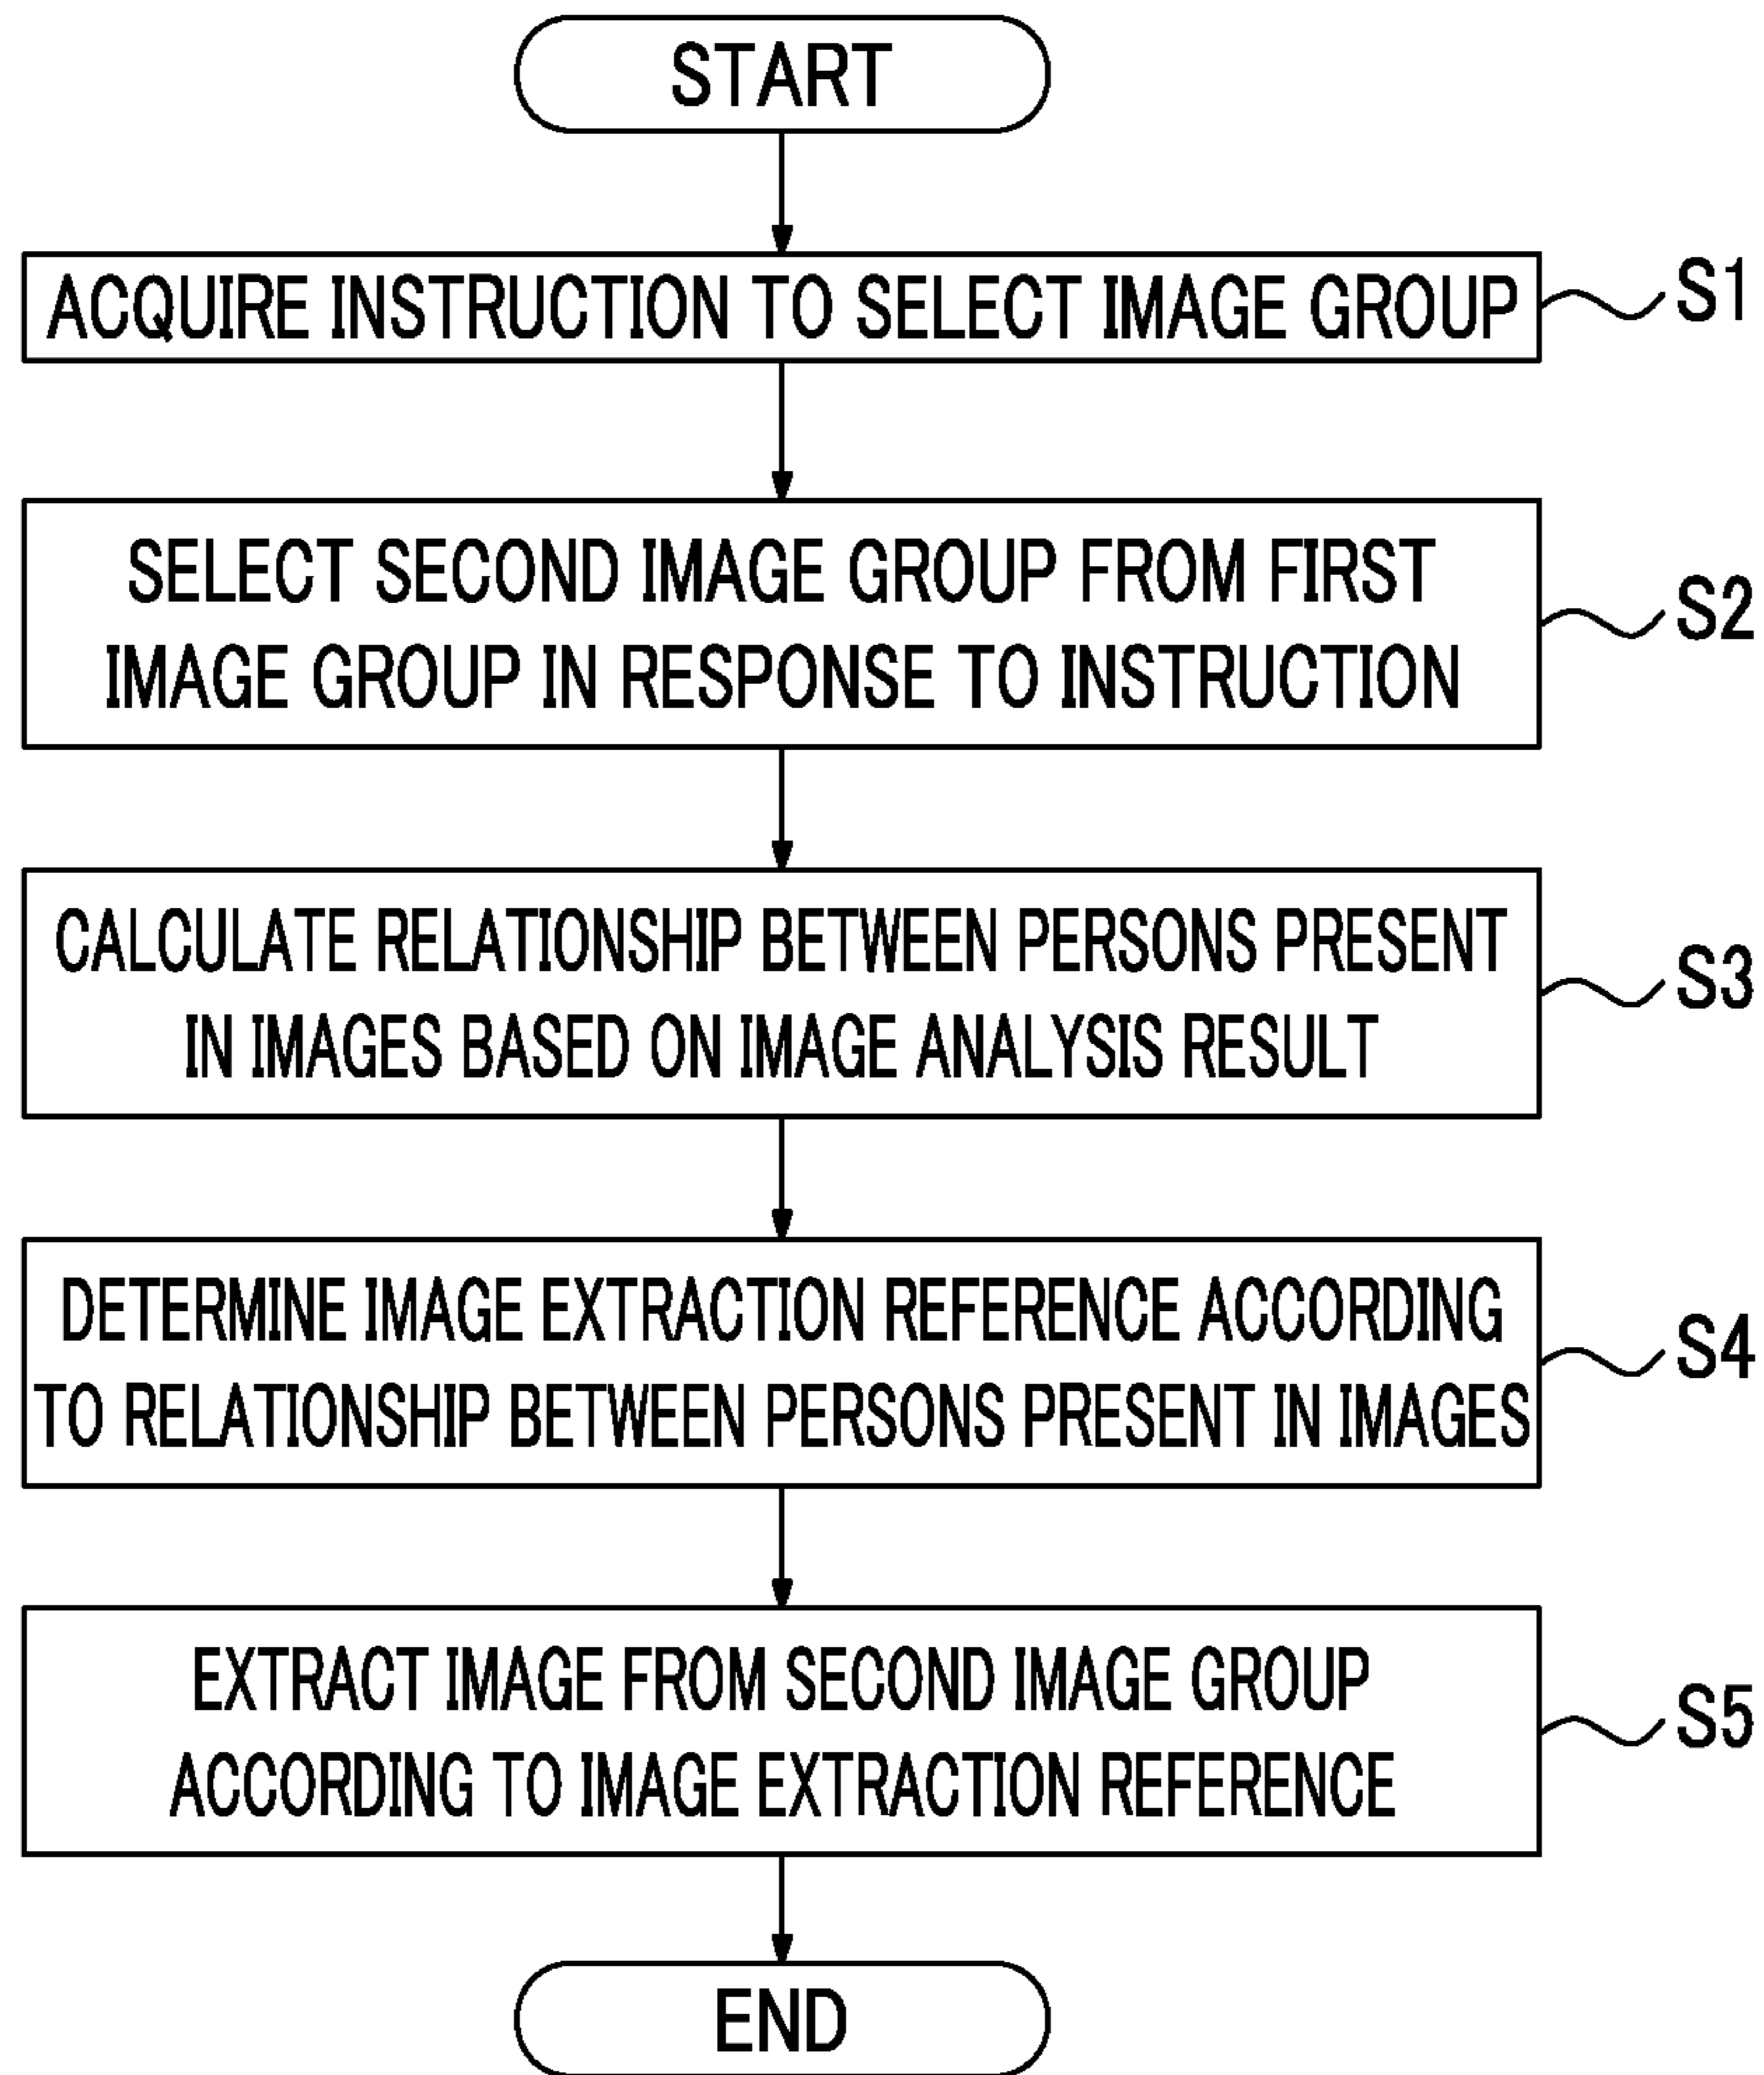 START
ACQUIRE INSTRUCTION TO SELECT IMAGE GROUP
S1
SELECT SECOND IMAGE GROUP FROM FIRST
IMAGE GROUP IN RESPONSE TO INSTRUCTION
S2
CALCULATE RELATIONSHIP BETWEEN PERSONS PRESENT
IN IMAGES BASED ON IMAGE ANALYSIS RESULT
S3
DETERMINE IMAGE EXTRACTION REFERENCE ACCORDING
TO RELATIONSHIP BETWEEN PERSONS PRESENT IN IMAGES
S4
EXTRACT IMAGE FROM SECOND IMAGE GROUP
ACCORDING TO IMAGE EXTRACTION REFERENCE
S5
END